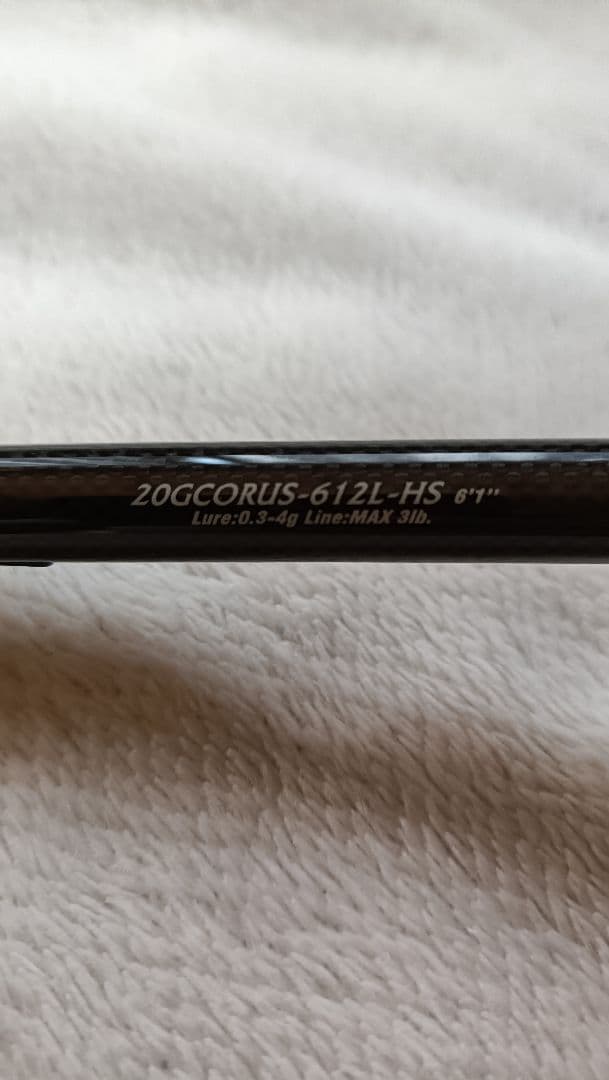 20GCORUS-612L-HS 6'1"
Lure:0.3-4g Line:MAX 3lb.